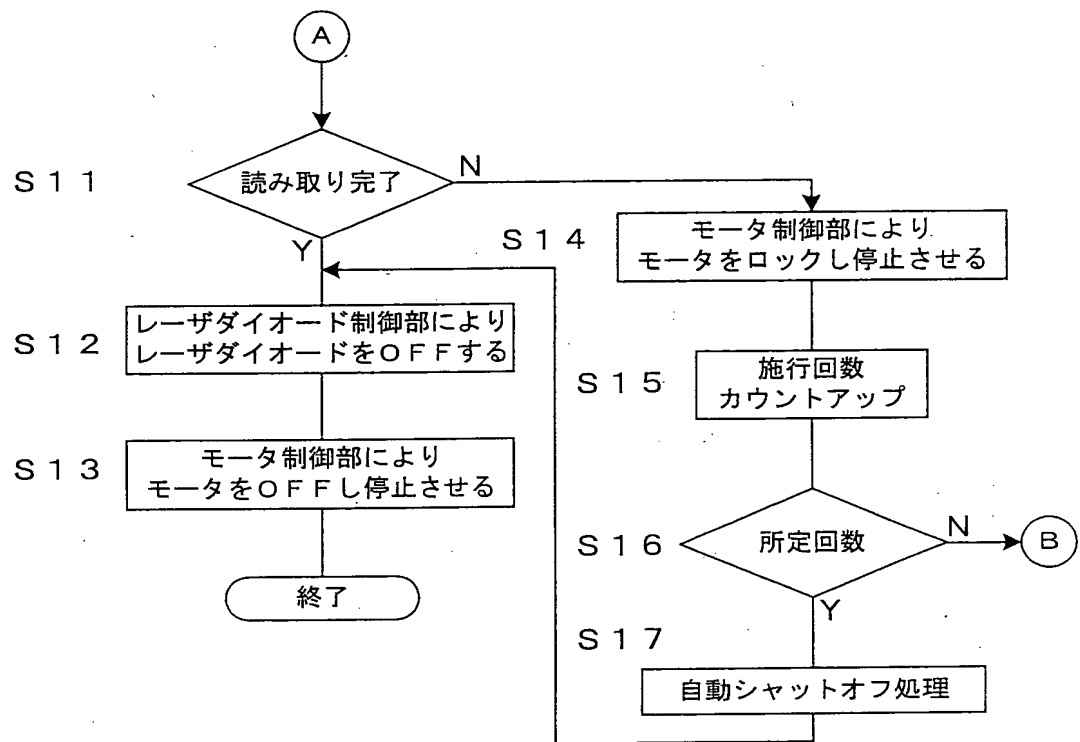 A
S11
読み取り完了
N
Y
S14
モータ制御部により
モータをロックし停止させる
S12
レーザダイオード制御部により
レーザダイオードをOFFする
S15
施行回数
カウントアップ
S13
モータ制御部により
モータをOFFし停止させる
S16
所定回数
N
B
Y
終了
S17
自動シャットオフ処理